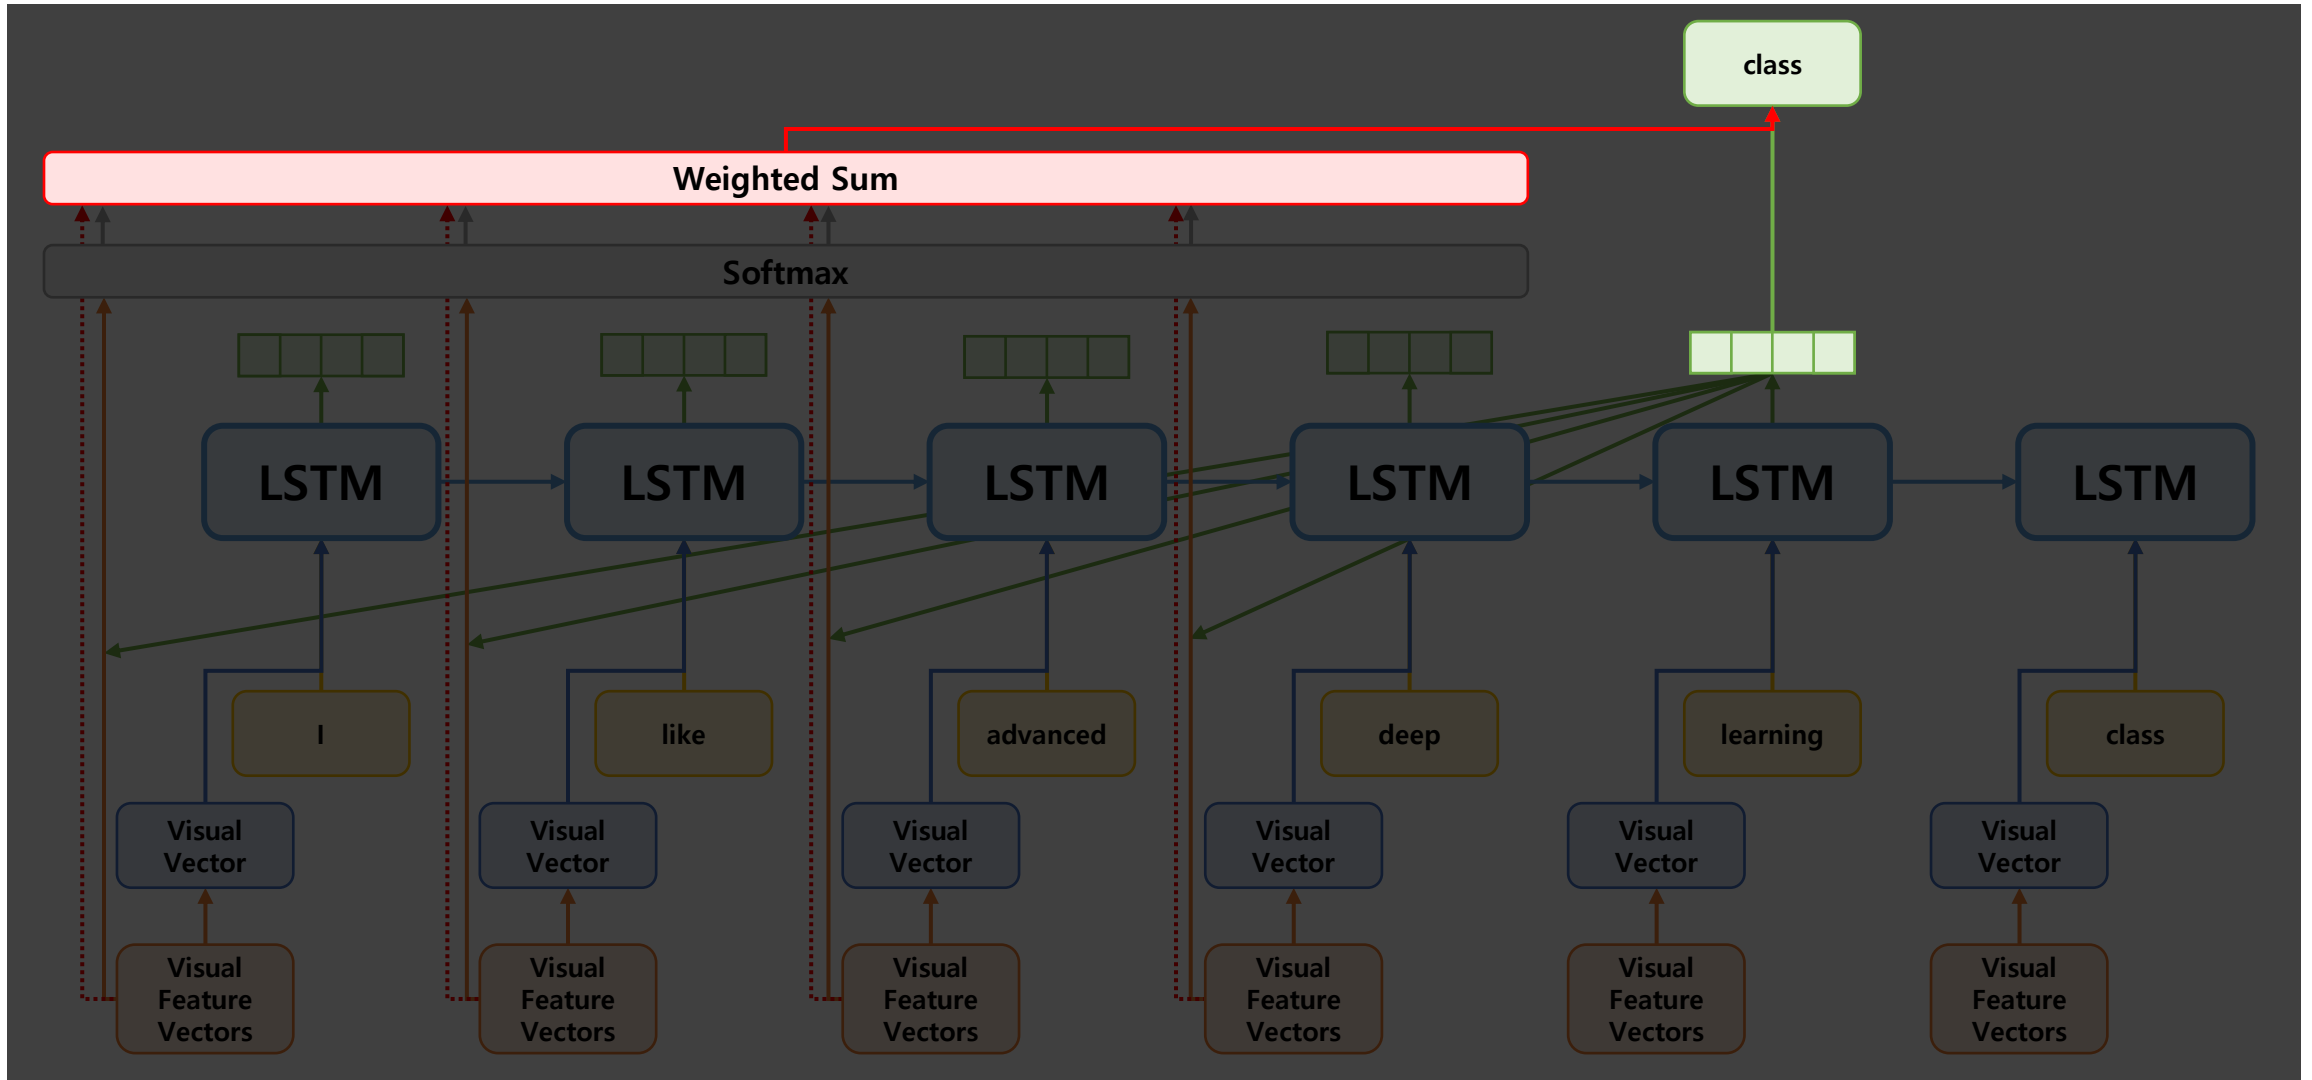 class
Weighted Sum
Softmax
LSTM
LSTM
LSTM
LSTM
LSTM
LSTM
I
like
advanced
deep
learning
class
Visual
Vector
Visual
Vector
Visual
Vector
Visual
Vector
Visual
Vector
Visual
Vector
Visual
Feature
Vectors
Visual
Feature
Vectors
Visual
Feature
Vectors
Visual
Feature
Vectors
Visual
Feature
Vectors
Visual
Feature
Vectors